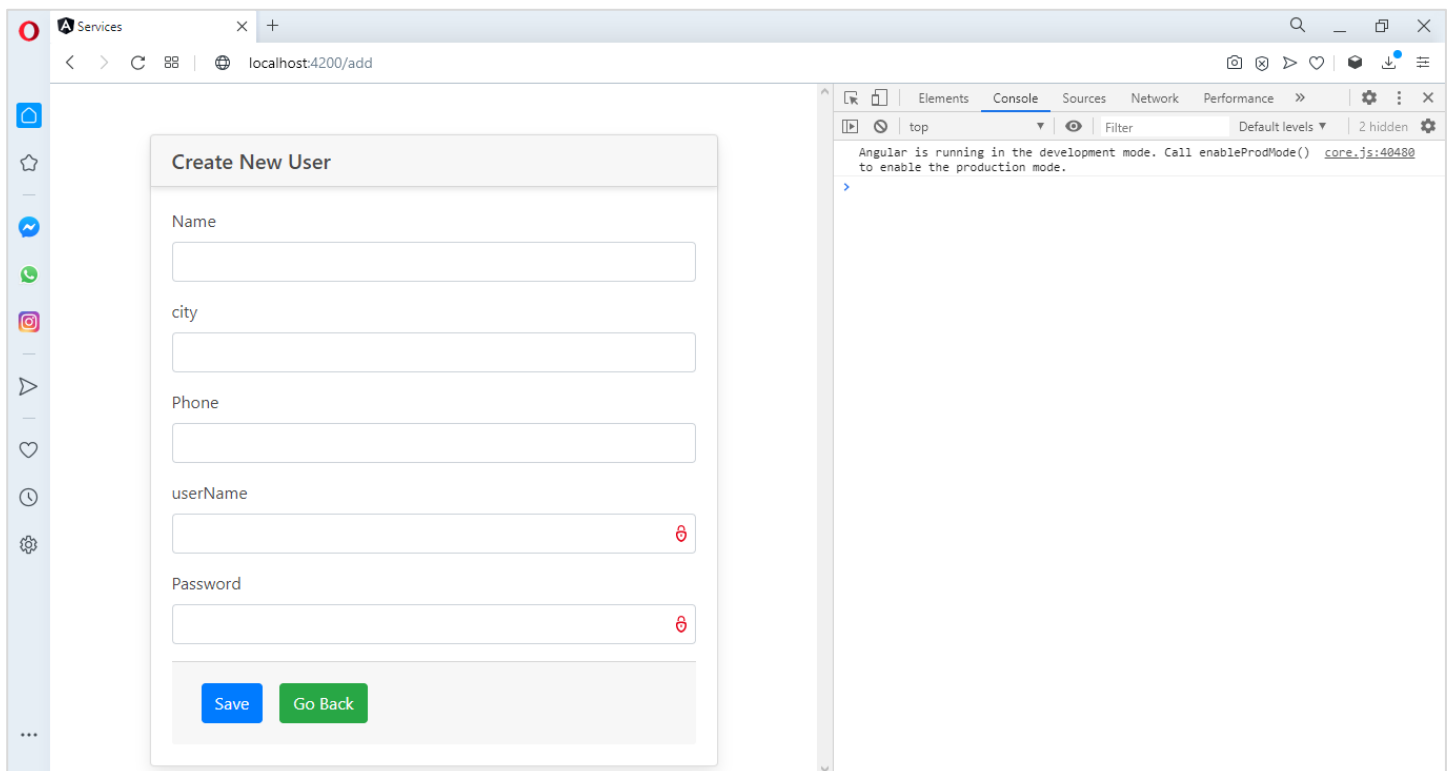 Services
localhost:4200/add
Elements Console Sources Network Performance
top Filter Default levels 2 hidden
Angular is running in the development mode. Call enableProdMode() core.js:40480
to enable the production mode.
Create New User
Name
city
Phone
userName
Password
Save Go Back